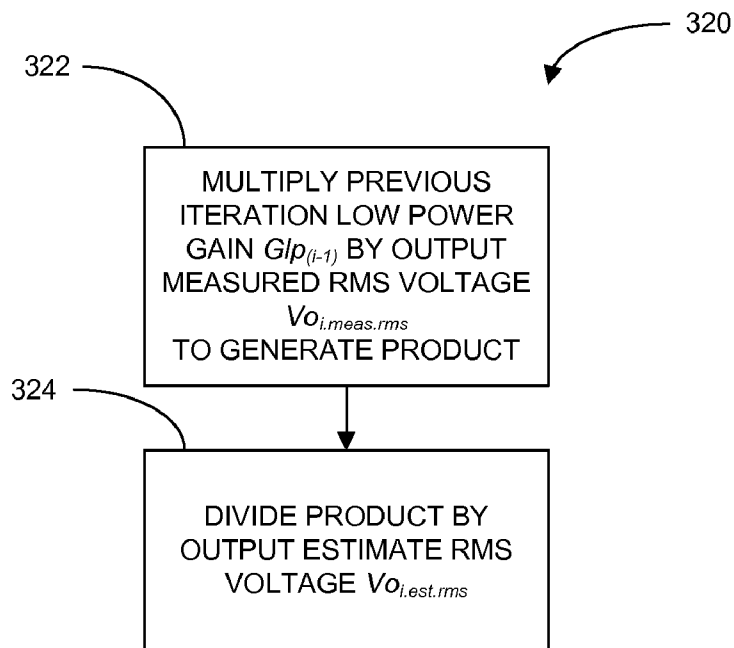 320
322
MULTIPLY PREVIOUS
ITERATION LOW POWER
GAIN Glp(i-1) BY OUTPUT
MEASURED RMS VOLTAGE
Voi.meas.rms
TO GENERATE PRODUCT
324
DIVIDE PRODUCT BY
OUTPUT ESTIMATE RMS
VOLTAGE Voi.est.rms